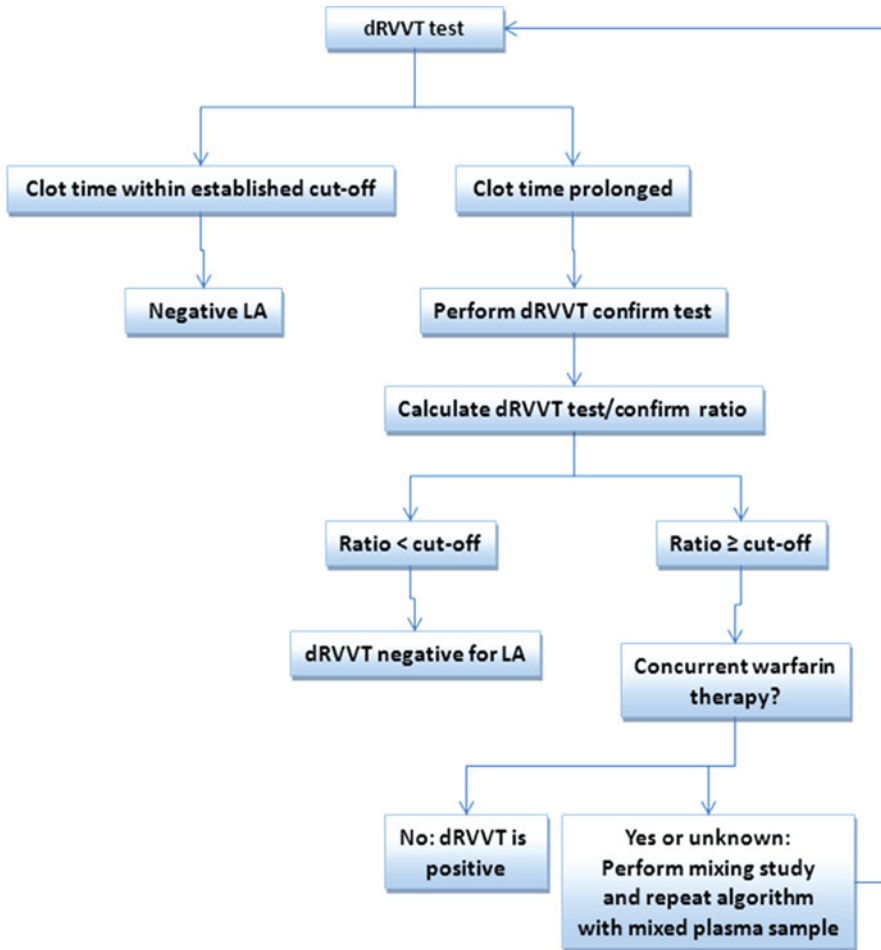 dRVVT test
Clot time within established cut-off
Clot time prolonged
Negative LA
Perform dRVVT confirm test
Calculate dRVVT test/confirm ratio
Ratio < cut-off
Ratio ≥ cut-off
dRVVT negative for LA
Concurrent warfarin
therapy?
No: dRVVT is
positive
Yes or unknown:
Perform mixing study
and repeat algorithm
with mixed plasma sample